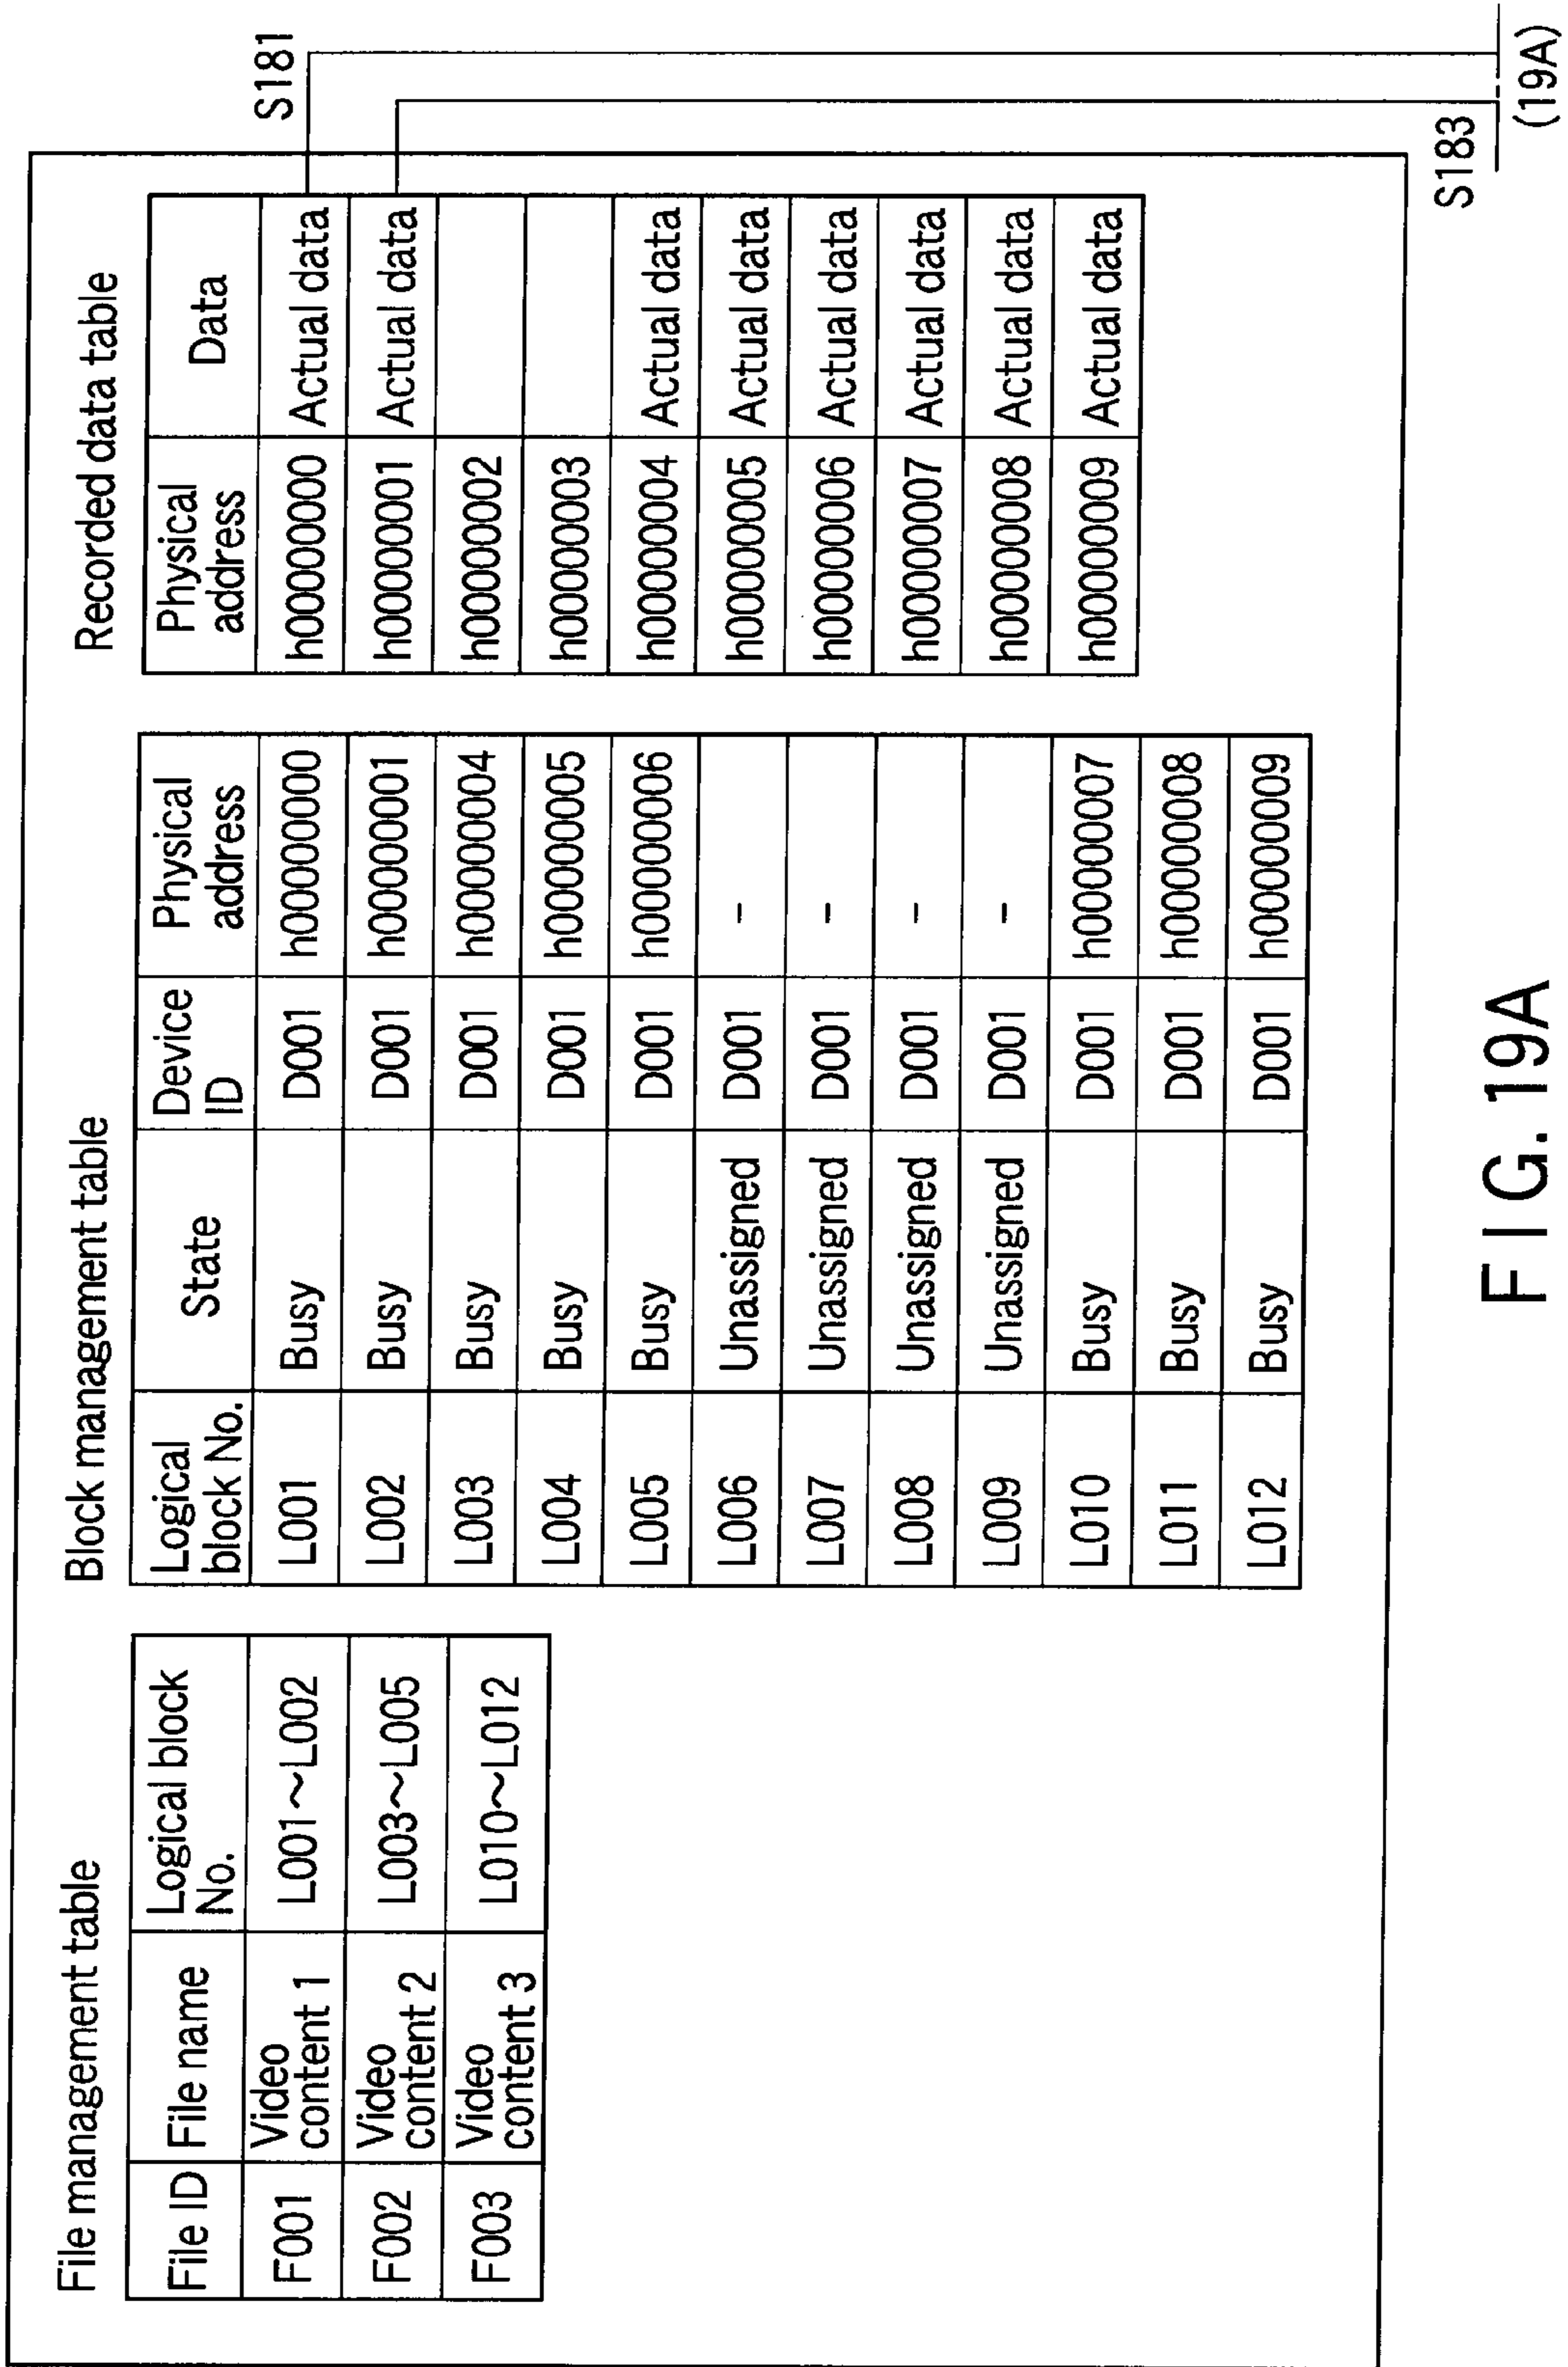 File management table
File ID File name Logical block No.
F001 Video content 1 L001~L002
F002 Video content 2 L003~L005
F003 Video content 3 L010~L012
Block management table
Logical block No. State Device ID Physical address
L001 Busy D001 h00000000
L002 Busy D001 h00000001
L003 Busy D001 h00000004
L004 Busy D001 h00000005
L005 Busy D001 h00000006
L006 Unassigned D001 -
L007 Unassigned D001 -
L008 Unassigned D001 -
L009 Unassigned D001 -
L010 Busy D001 h00000007
L011 Busy D001 h00000008
L012 Busy D001 h00000009
Recorded data table
Physical address Data
h00000000 Actual data
h00000001 Actual data
h00000002
h00000003
h00000004 Actual data
h00000005 Actual data
h00000006 Actual data
h00000007 Actual data
h00000008 Actual data
h00000009 Actual data
S181
S183
(19A)
FIG. 19A